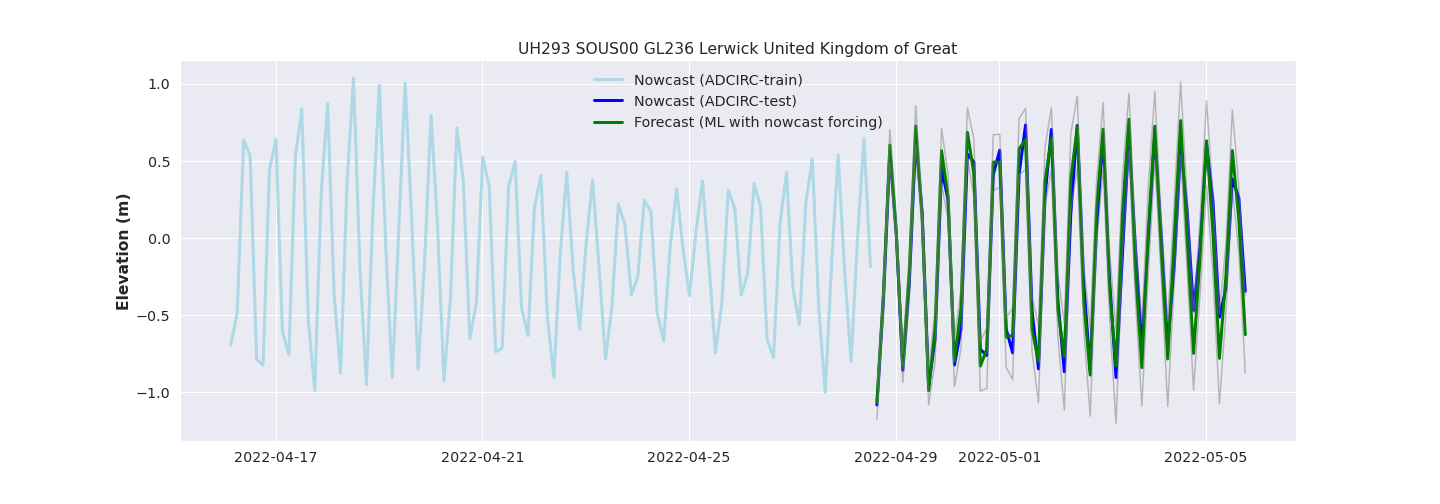 UH293 SOUS00 GL236 Lerwick United Kingdom of Great
Nowcast (ADCIRC-train)
Nowcast (ADCIRC-test)
Forecast (ML with nowcast forcing)
Elevation (m)
1.0
0.5
0.0
−0.5
−1.0
2022-04-17
2022-04-21
2022-04-25
2022-04-29
2022-05-01
2022-05-05